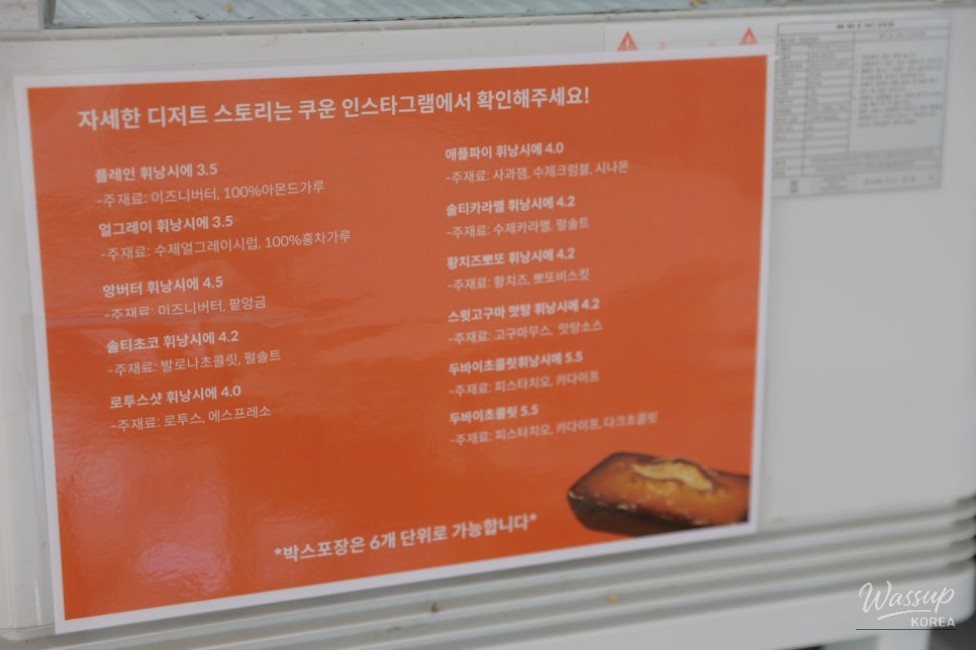 자세한 디저트 스토리는 쿠운 인스타그램에서 확인해주세요!
플레인 휘낭시에 3.5
-주재료: 이즈니버터, 100%아몬드가루
얼그레이 휘낭시에 3.5
-주재료: 수제얼그레이시럽, 100%홍차가루
앙버터 휘낭시에 4.5
-주재료: 이즈니버터, 팥앙금
솔티초코 휘낭시에 4.2
-주재료: 발로나초콜릿, 펄솔트
로투스샷 휘낭시에 4.0
-주재료: 로투스, 에스프레소
애플파이 휘낭시에 4.0
-주재료: 사과잼, 수제크럼블, 시나몬
솔티카라멜 휘낭시에 4.2
-주재료: 수제카라멜, 펄솔트
황치즈뽀또 휘낭시에 4.2
-주재료: 황치즈, 뽀또비스킷
스윗고구마 맛탕 휘낭시에 4.2
-주재료: 고구마무스, 맛탕소스
두바이초콜릿휘낭시에 5.5
-주재료: 피스타치오, 카다이프
두바이초콜릿 5.5
-주재료: 피스타치오, 카다이프, 다크초콜릿
*박스포장은 6개 단위로 가능합니다*
Wassup
KOREA